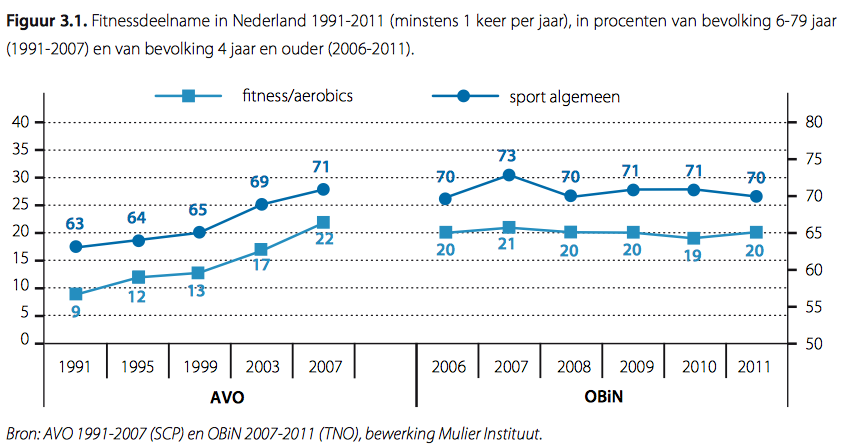 Figuur 3.1. Fitnessdeelname in Nederland 1991-2011 (minstens 1 keer per jaar), in procenten van bevolking 6-79 jaar
(1991-2007) en van bevolking 4 jaar en ouder (2006-2011).
fitness/aerobics sport algemeen
40 80
35 75
30 70
25
20 65
15
10 60
5 55
0 50
63 64 65 69 71 70 73 70 71 71 70
9 12 13 17 22 20 21 20 20 19 20
1991 1995 1999 2003 2007 2006 2007 2008 2009 2010 2011
AVO OBiN
Bron: AVO 1991-2007 (SCP) en OBiN 2007-2011 (TNO), bewerking Mulier Instituut.